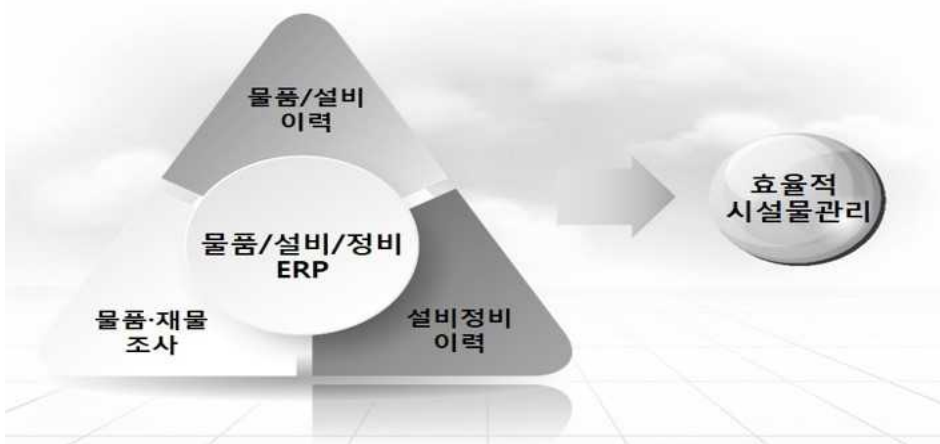 물품/설비
이력
물품/설비/정비
ERP
물품·재물
조사
설비정비
이력
효율적
시설물관리